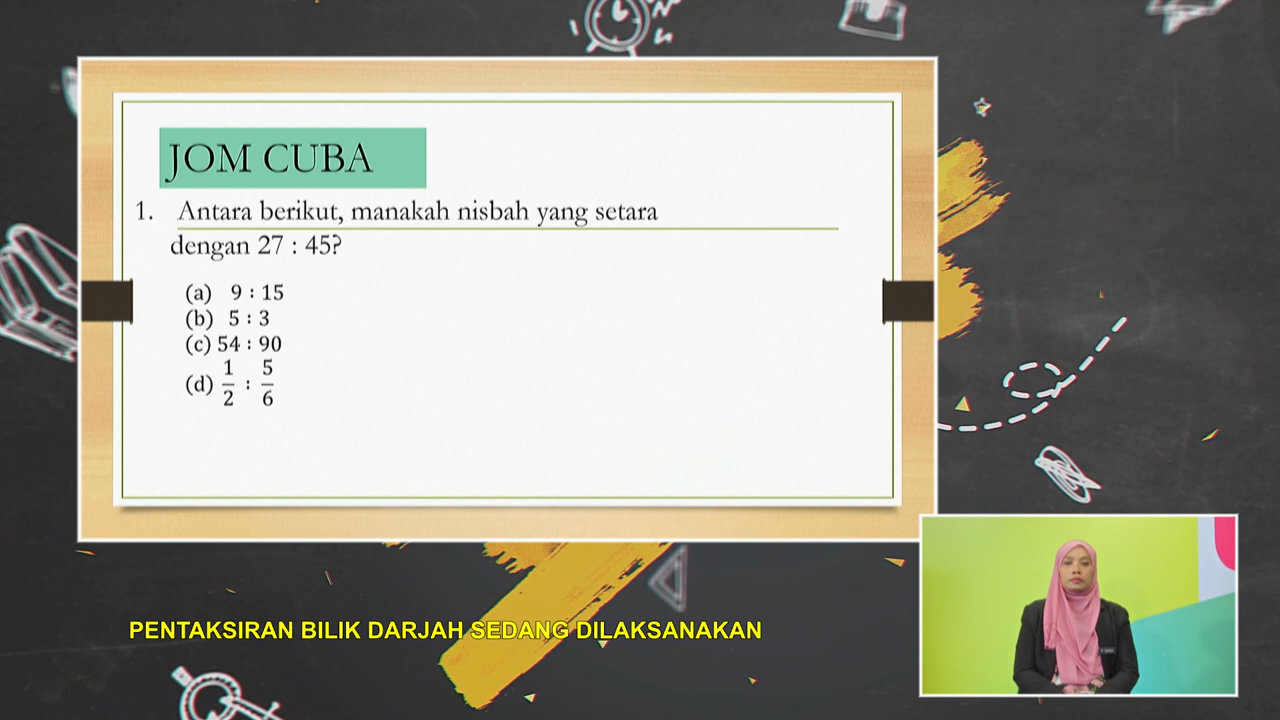 JOM CUBA
1. Antara berikut, manakah nisbah yang setara
dengan 27 : 45?
(a) 9 : 15
(b) 5 : 3
(c) 54 : 90
(d) 1/2 : 5/6
PENTAKSIRAN BILIK DARJAH SEDANG DILAKSANAKAN